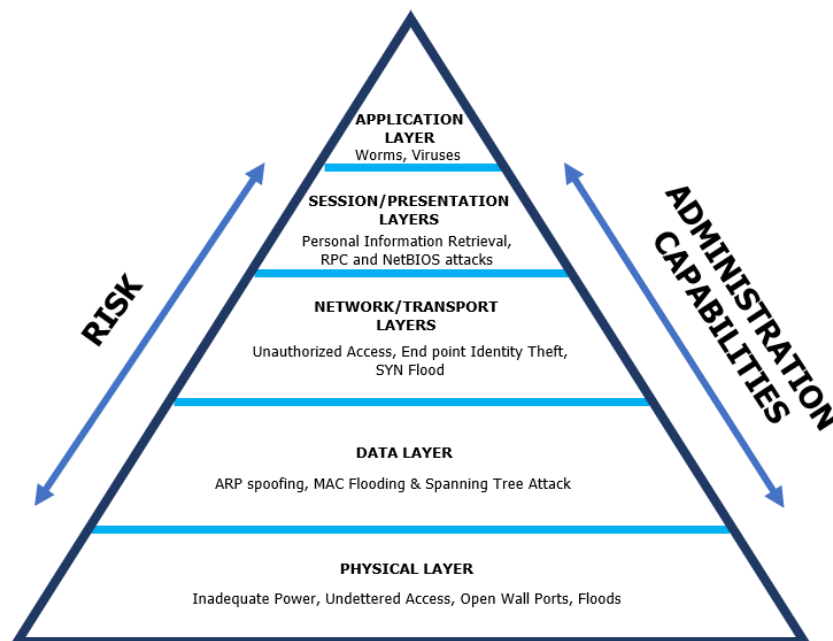 APPLICATION
LAYER
Worms, Viruses
SESSION/PRESENTATION
LAYERS
Personal Information Retrieval,
RPC and NetBIOS attacks
RISK
ADMINISTRATION
CAPABILITIES
NETWORK/TRANSPORT
LAYERS
Unauthorized Access, End point Identity Theft,
SYN Flood
DATA LAYER
ARP spoofing, MAC Flooding & Spanning Tree Attack
PHYSICAL LAYER
Inadequate Power, Undettered Access, Open Wall Ports, Floods